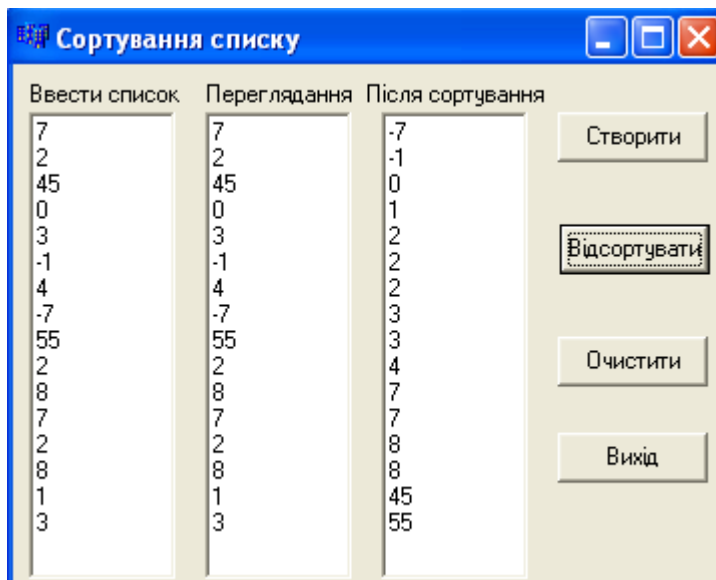 Сортування списку
Ввести список Переглядання Після сортування
7 7 -7
2 2 -1
45 45 0
0 0 1
3 3 2
-1 -1 2
4 4 2
-7 -7 3
55 55 3
2 2 4
8 8 7
7 7 7
2 2 8
8 8 8
1 1 45
3 3 55
Створити
Відсортувати
Очистити
Вихід